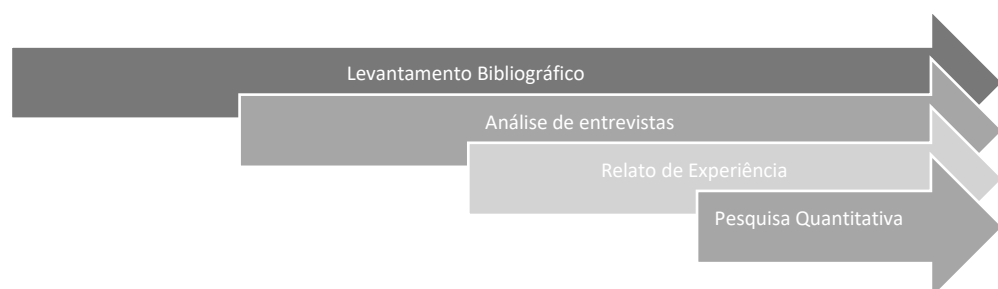 Levantamento Bibliográfico
Análise de entrevistas
Relato de Experiência
Pesquisa Quantitativa